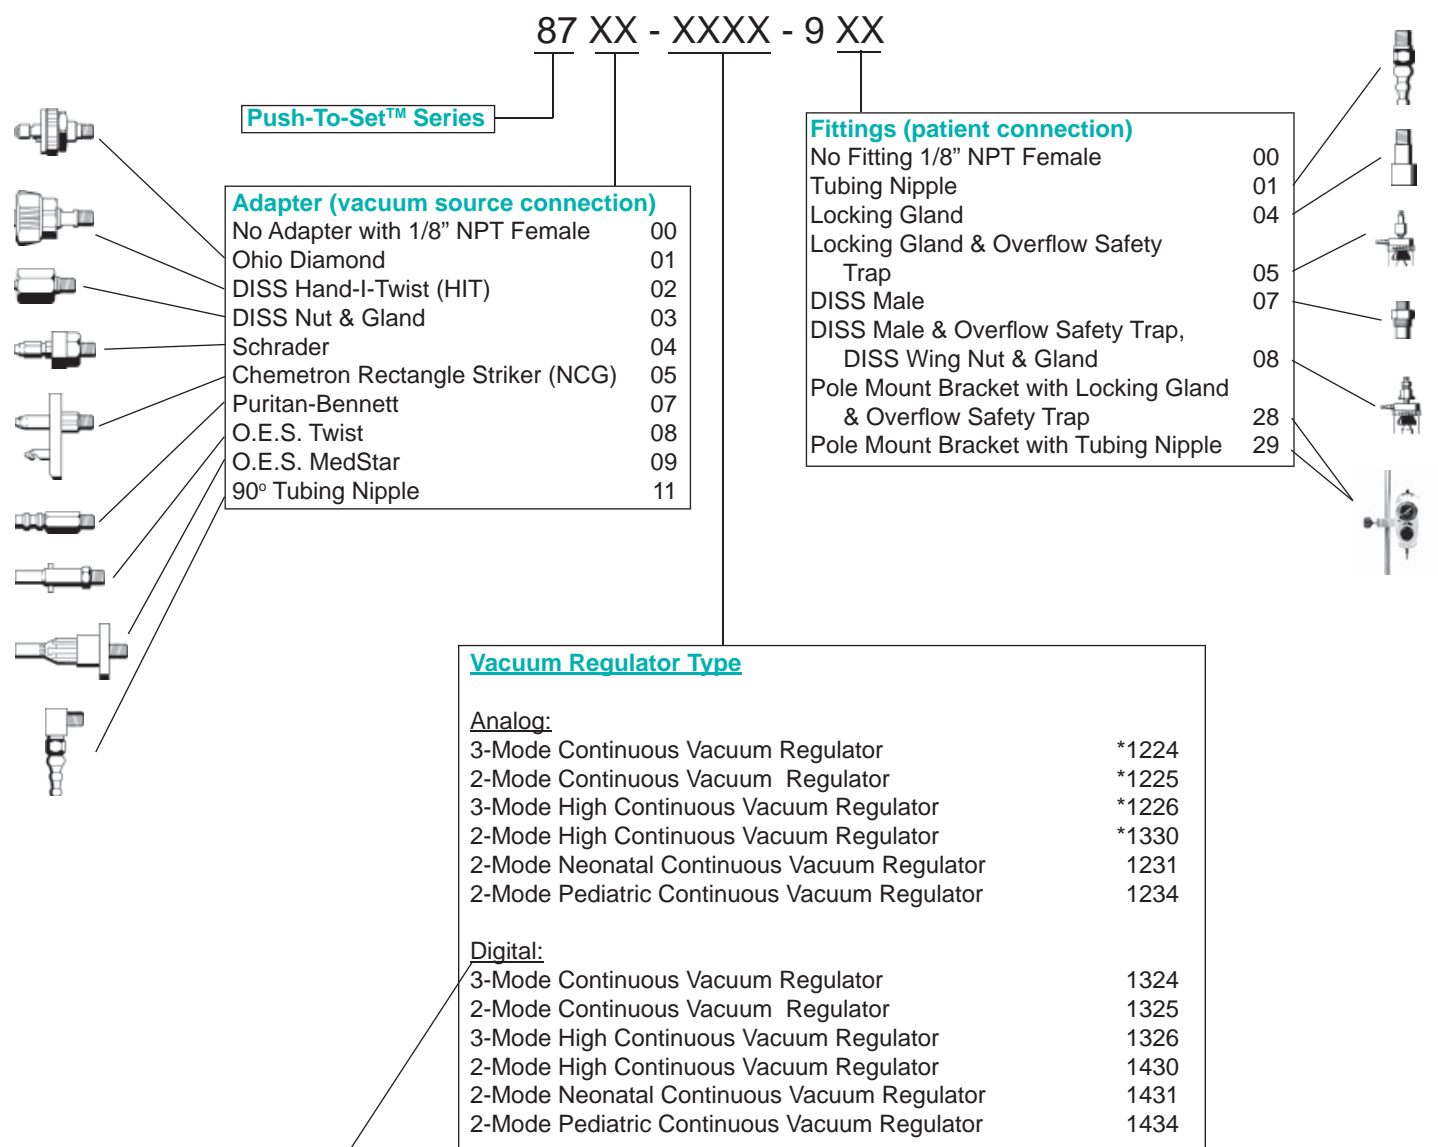 87 XX - XXXX - 9 XX
Push-To-Set™ Series
Adapter (vacuum source connection)
No Adapter with 1/8” NPT Female 00
Ohio Diamond 01
DISS Hand-I-Twist (HIT) 02
DISS Nut & Gland 03
Schrader 04
Chemetron Rectangle Striker (NCG) 05
Puritan-Bennett 07
O.E.S. Twist 08
O.E.S. MedStar 09
90º Tubing Nipple 11
Fittings (patient connection)
No Fitting 1/8” NPT Female 00
Tubing Nipple 01
Locking Gland 04
Locking Gland & Overflow Safety
Trap 05
DISS Male 07
DISS Male & Overflow Safety Trap,
DISS Wing Nut & Gland 08
Pole Mount Bracket with Locking Gland
& Overflow Safety Trap 28
Pole Mount Bracket with Tubing Nipple 29
Vacuum Regulator Type
Analog:
3-Mode Continuous Vacuum Regulator *1224
2-Mode Continuous Vacuum Regulator *1225
3-Mode High Continuous Vacuum Regulator *1226
2-Mode High Continuous Vacuum Regulator *1330
2-Mode Neonatal Continuous Vacuum Regulator 1231
2-Mode Pediatric Continuous Vacuum Regulator 1234
Digital:
3-Mode Continuous Vacuum Regulator 1324
2-Mode Continuous Vacuum Regulator 1325
3-Mode High Continuous Vacuum Regulator 1326
2-Mode High Continuous Vacuum Regulator 1430
2-Mode Neonatal Continuous Vacuum Regulator 1431
2-Mode Pediatric Continuous Vacuum Regulator 1434